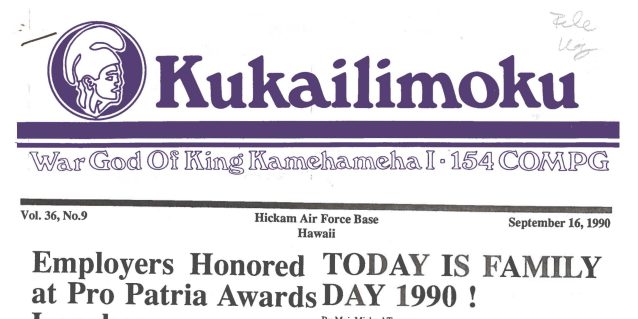 Kukailimoku
War God Of King Kamehameha I · 154 COMPG
Vol. 36, No.9
Hickam Air Force Base
Hawaii
September 16, 1990
Employers Honored
at Pro Patria Awards
TODAY IS FAMILY
DAY 1990 !